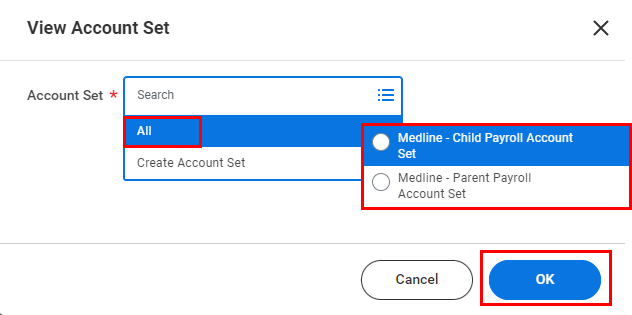 View Account Set
Account Set *
Search
All
Create Account Set
Medline - Child Payroll Account
Set
Medline - Parent Payroll
Account Set
Cancel
OK